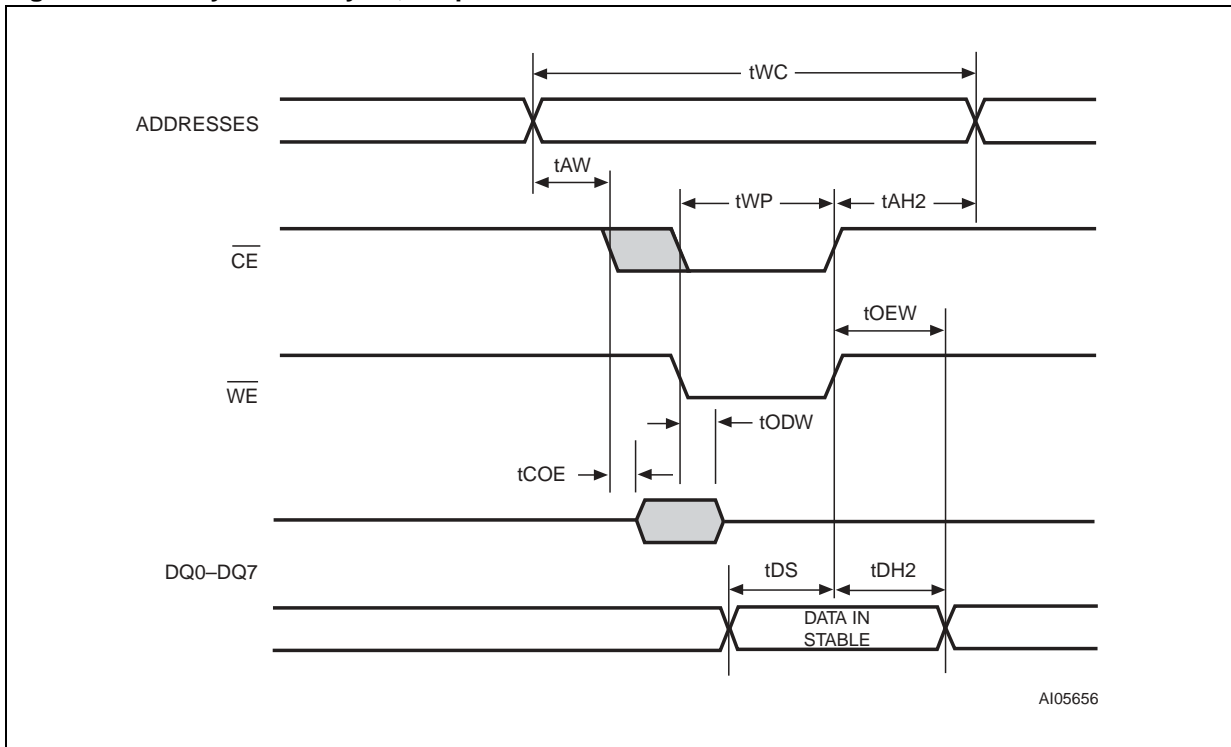 tWC
ADDRESSES
tAW
tWP
tAH2
CE
tOEW
WE
tODW
tCOE
DQ0–DQ7
tDS
tDH2
DATA IN
STABLE
AI05656